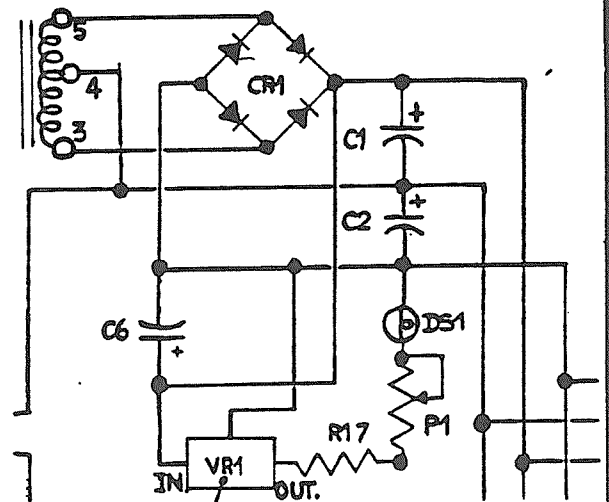 5
4
3
CR1
C1
+
+
C2
C6
+
DS1
P1
R17
VR1
IN
OUT.